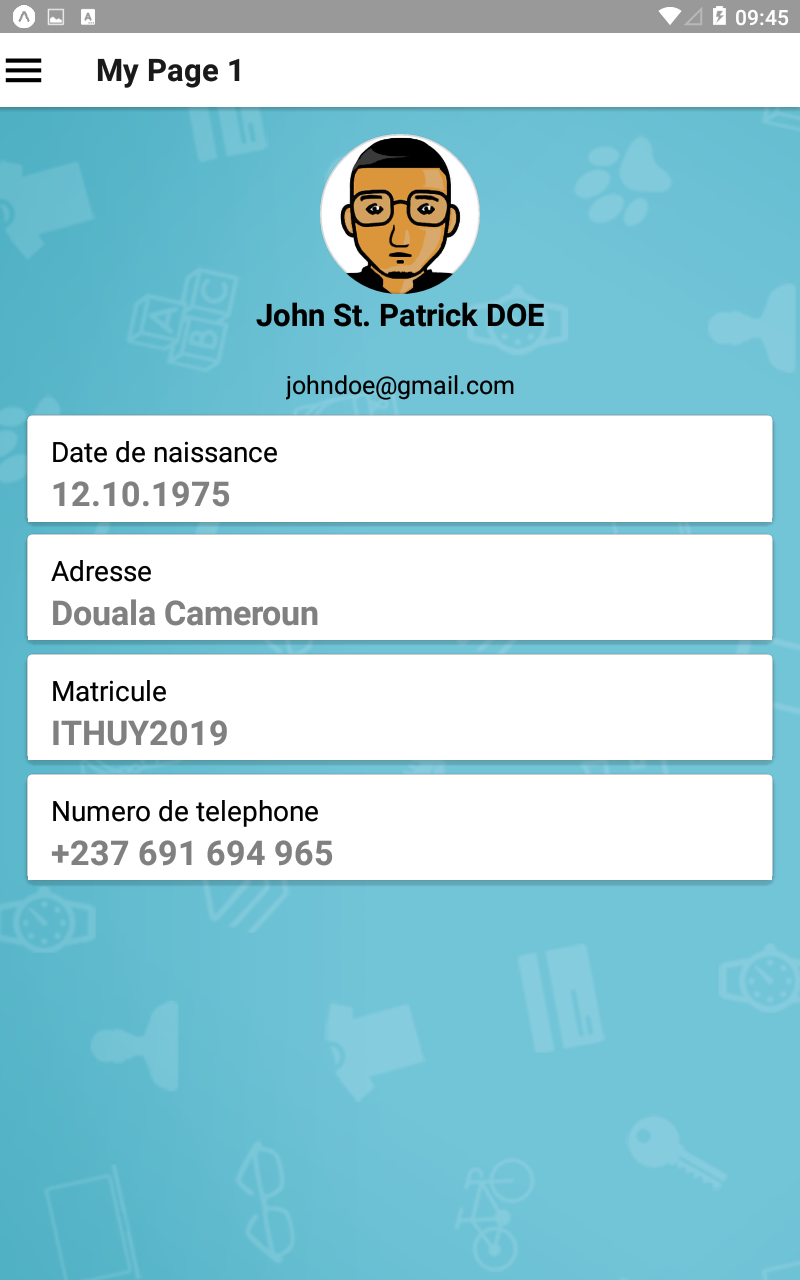 09:45
My Page 1
John St. Patrick DOE
johndoe@gmail.com
Date de naissance
12.10.1975
Adresse
Douala Cameroun
Matricule
ITHUY2019
Numero de telephone
+237 691 694 965